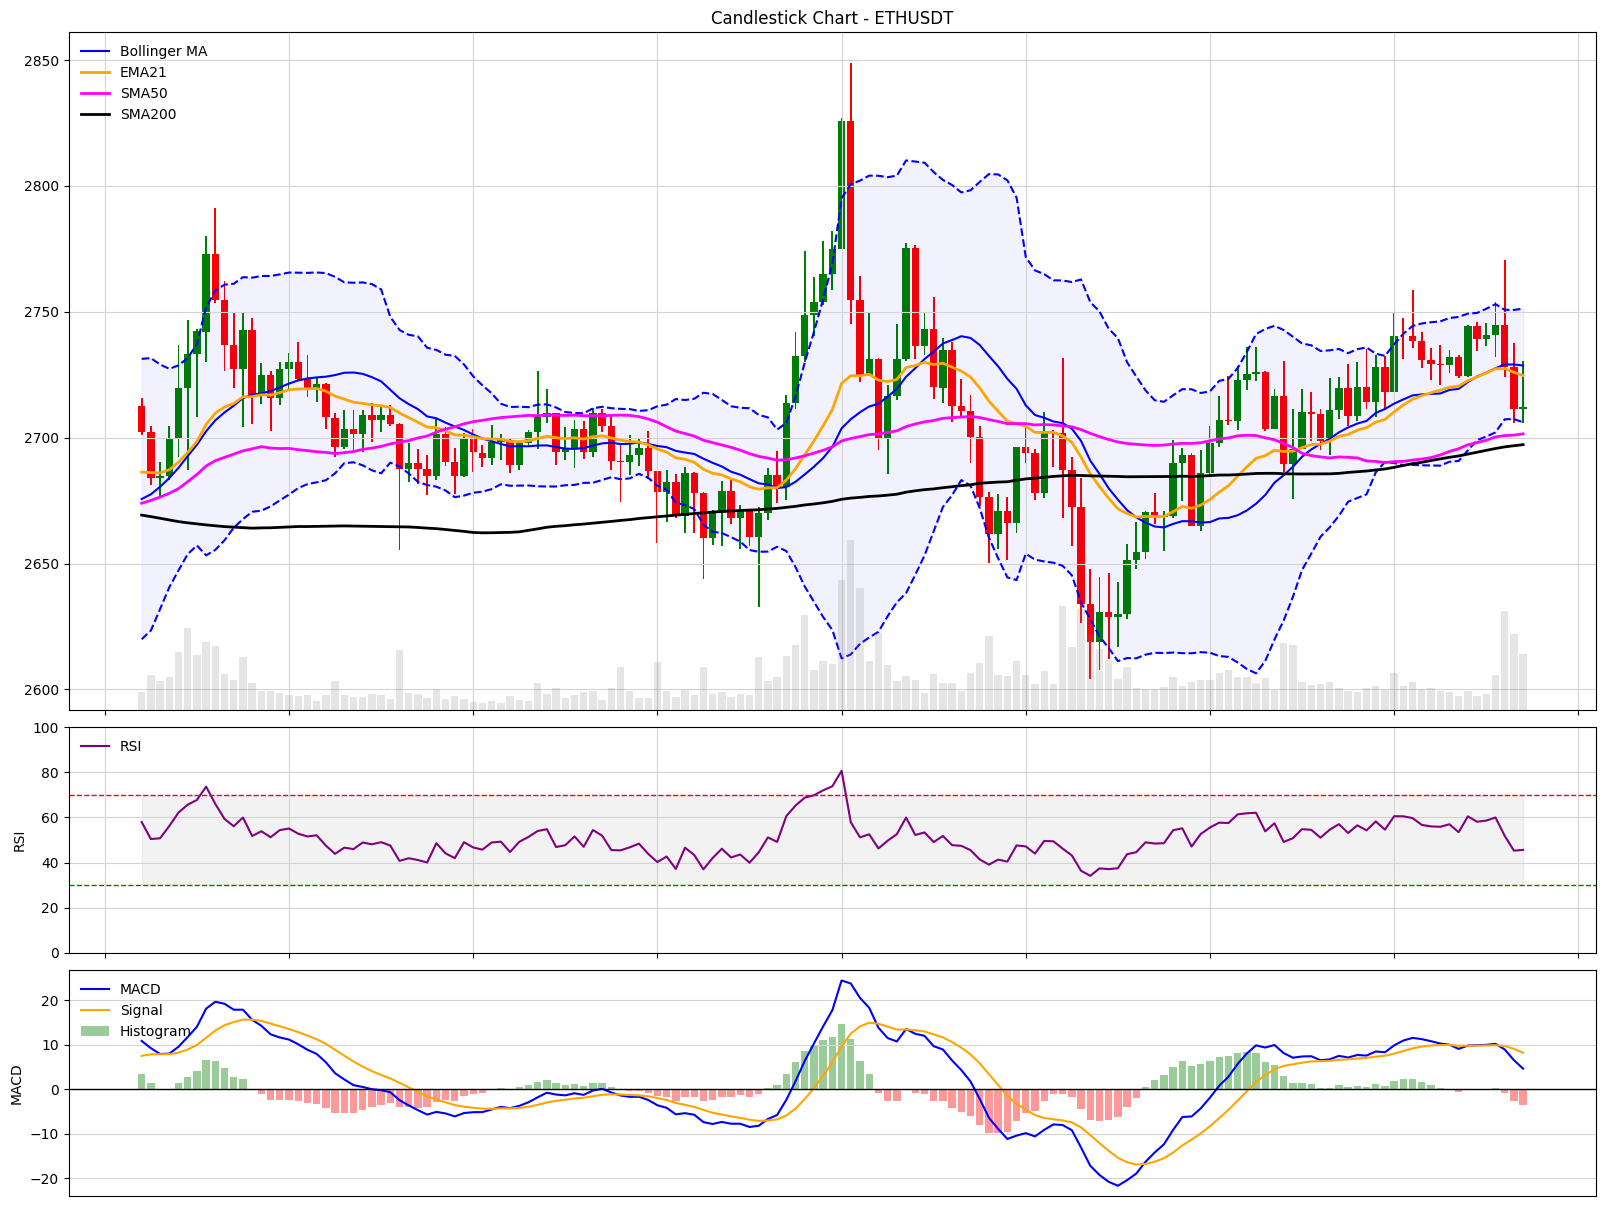 Candlestick Chart - ETHUSDT
Bollinger MA
EMA21
SMA50
SMA200
2850
2800
2750
2700
2650
2600
RSI
RSI
100
80
60
40
20
0
MACD
Signal
Histogram
MACD
20
10
0
−10
−20